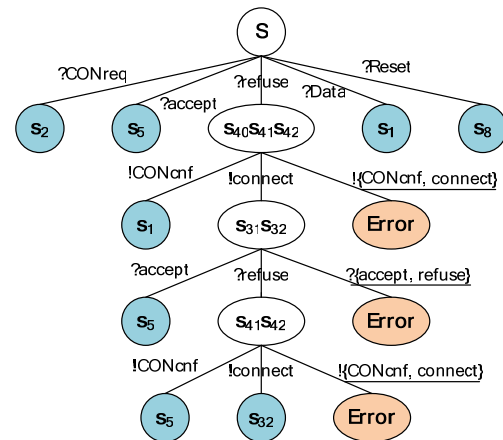 S
?CONreq ?accept ?refuse ?Data ?Reset
s2 s5 s40s41s42 s1 s8
!CONcnf !connect !{CONcnf, connect}
s1 s31s32 Error
?accept ?refuse ?{accept, refuse}
s5 s41s42 Error
!CONcnf !connect !{CONcnf, connect}
s5 s32 Error